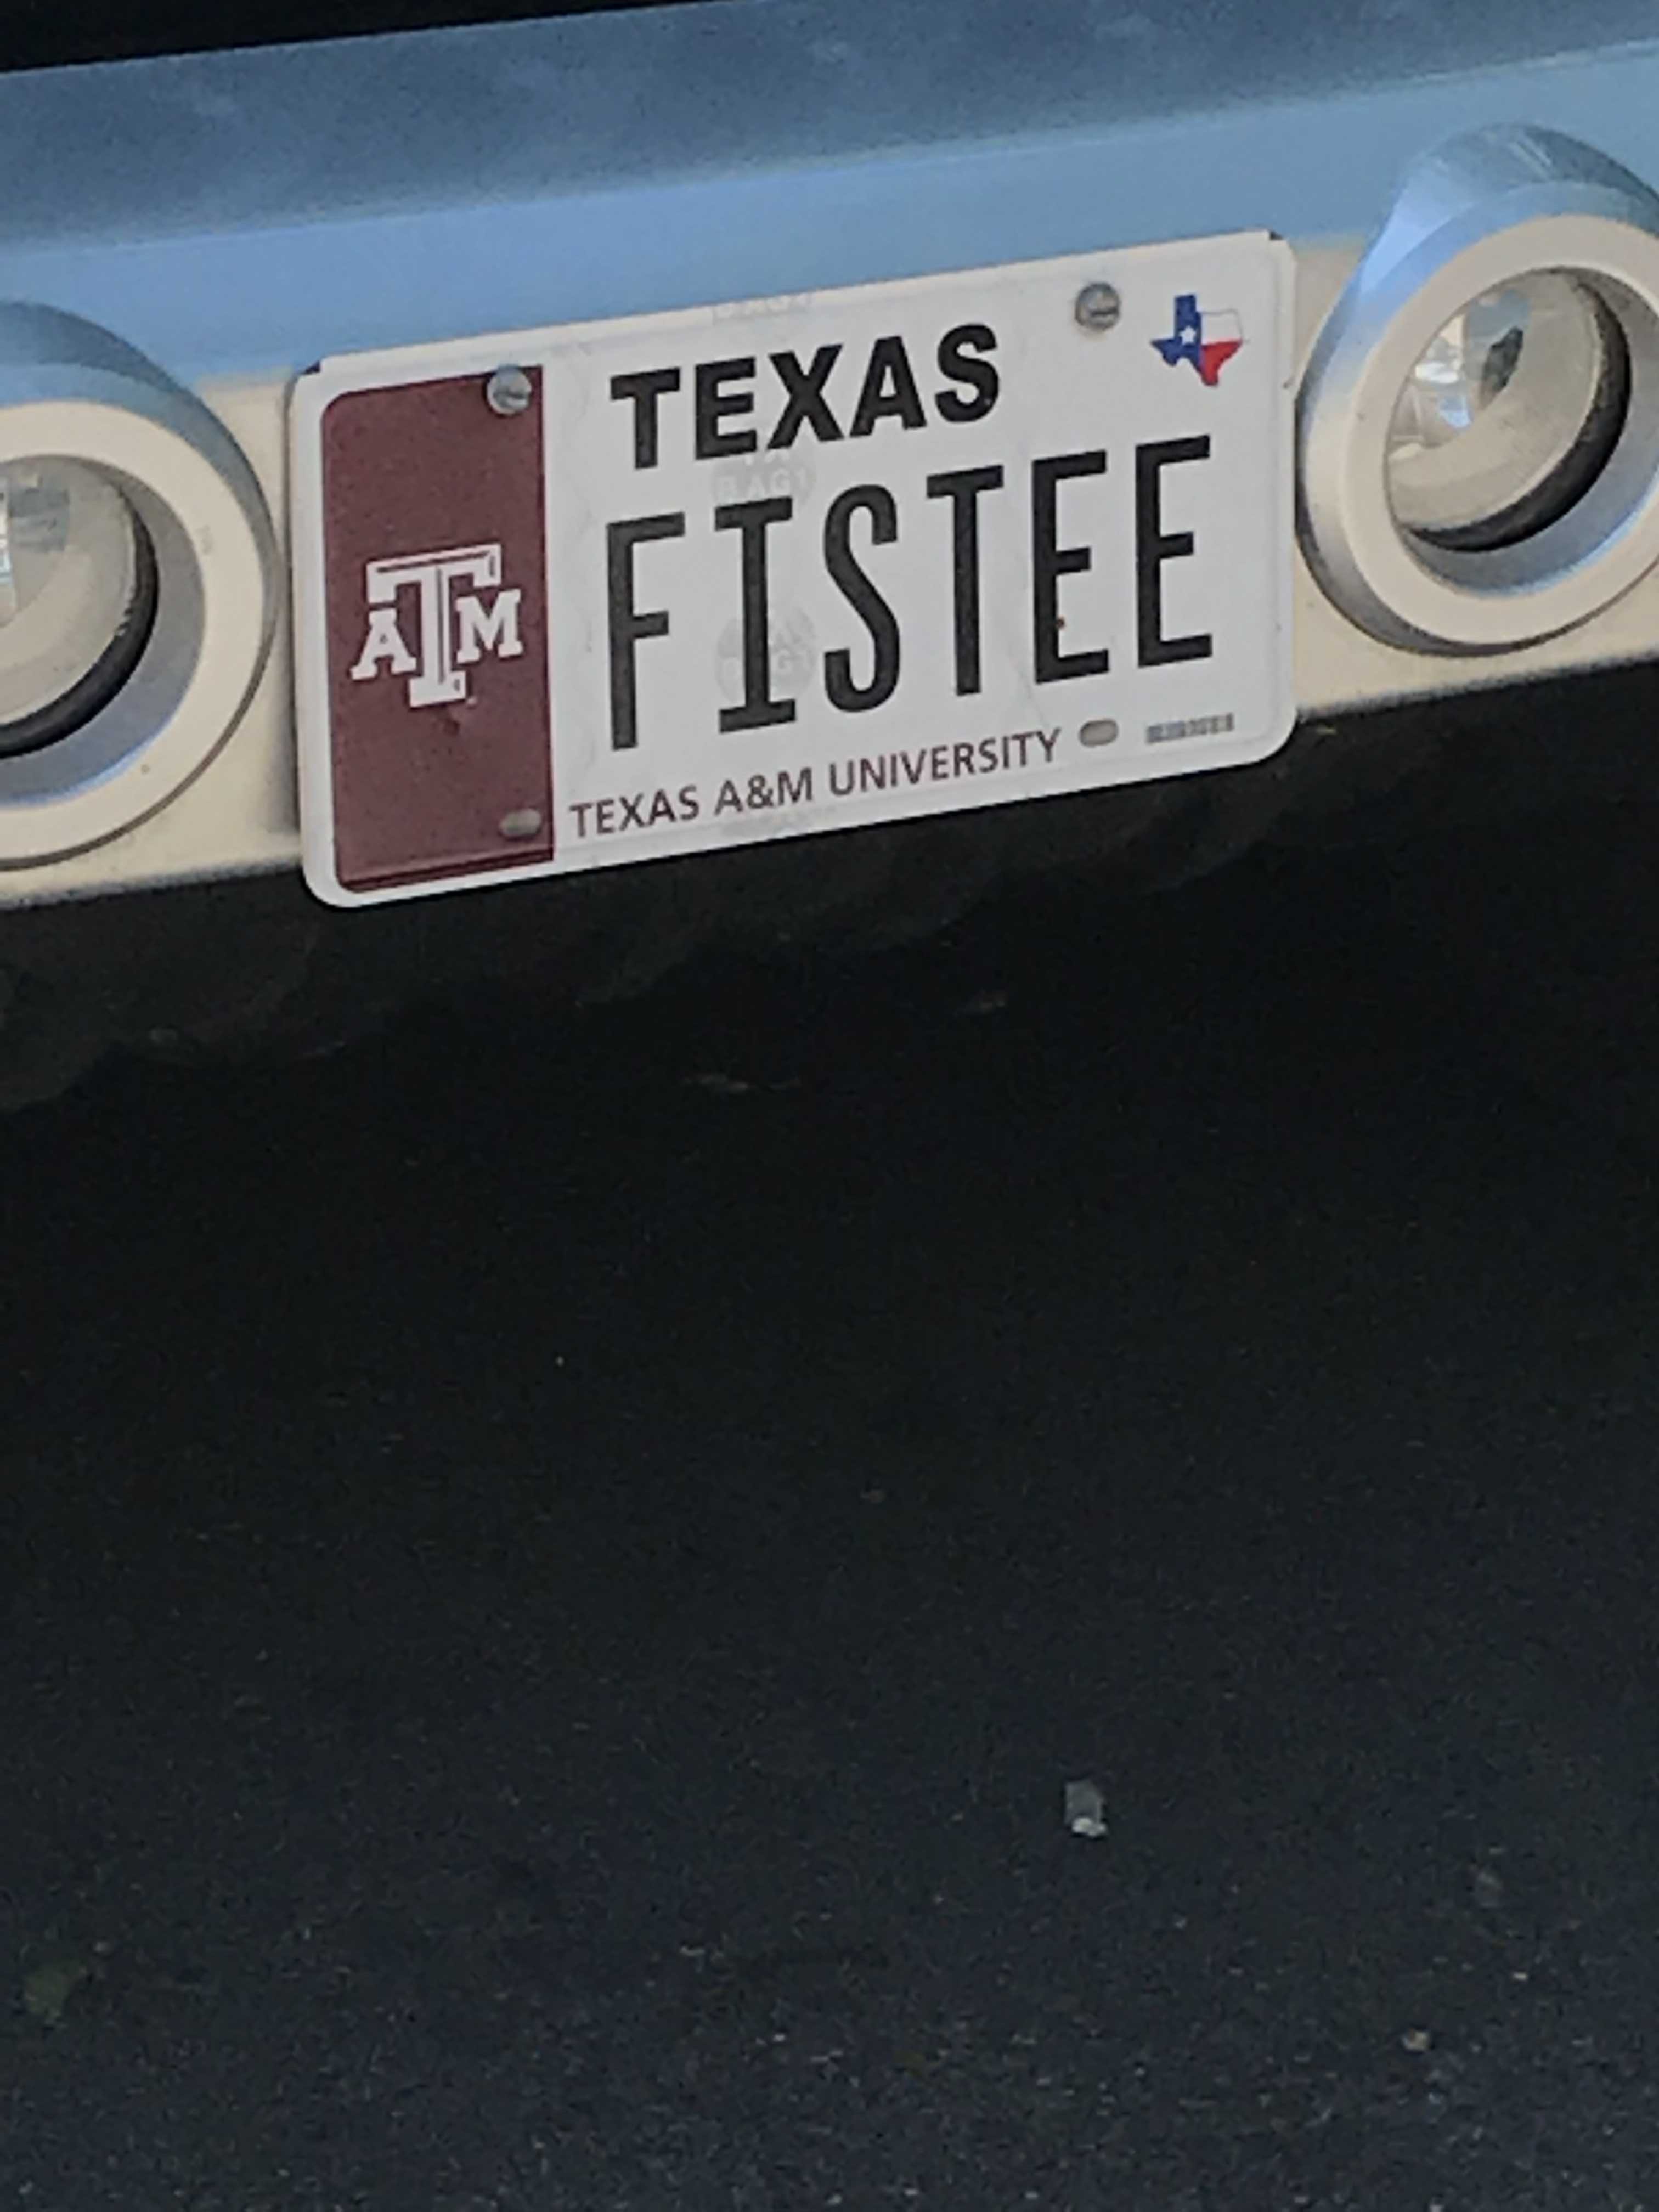 TEXAS
FISTEE
ATM
TEXAS A&M UNIVERSITY